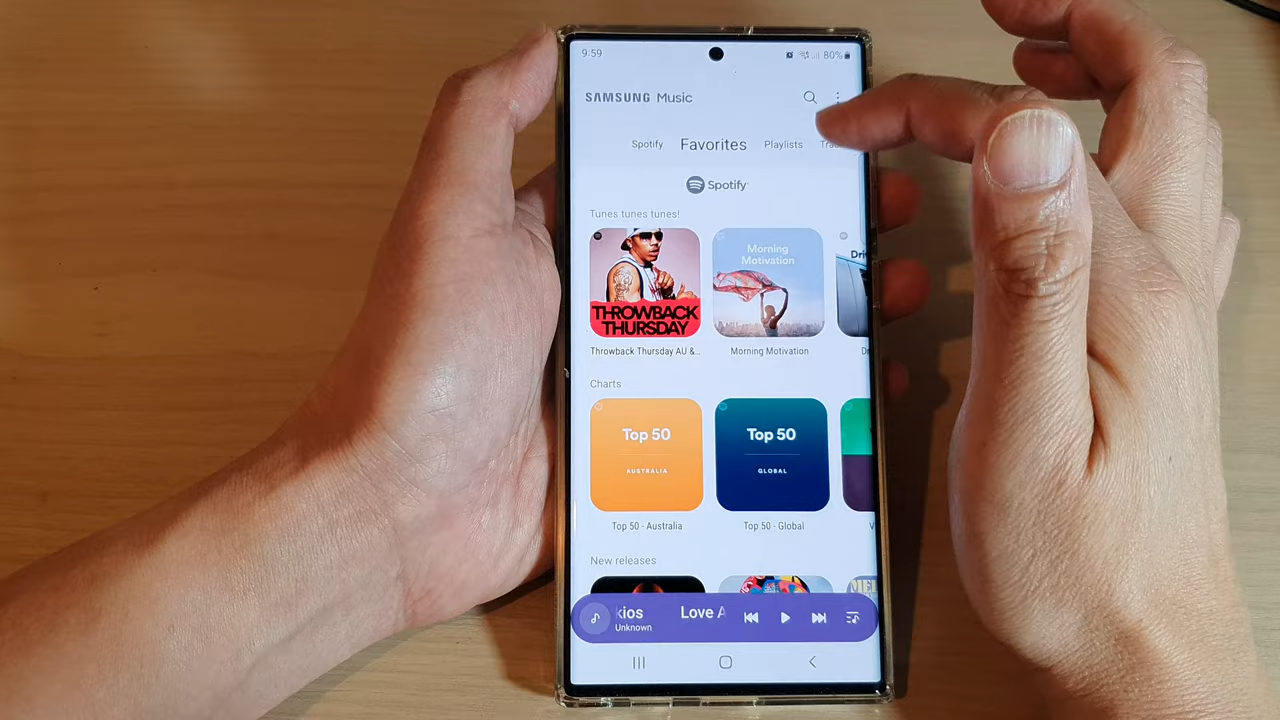 9:59
80%
SAMSUNG Music
Spotify Favorites Playlists
Spotify
Tunes tunes tunes!
Morning
Motivation
THROWBACK
THURSDAY
Throwback Thursday AU &...
Morning Motivation
Charts
Top 50
AUSTRALIA
Top 50
GLOBAL
Top 50 - Australia
Top 50 - Global
New releases
kios Love A
Unknown